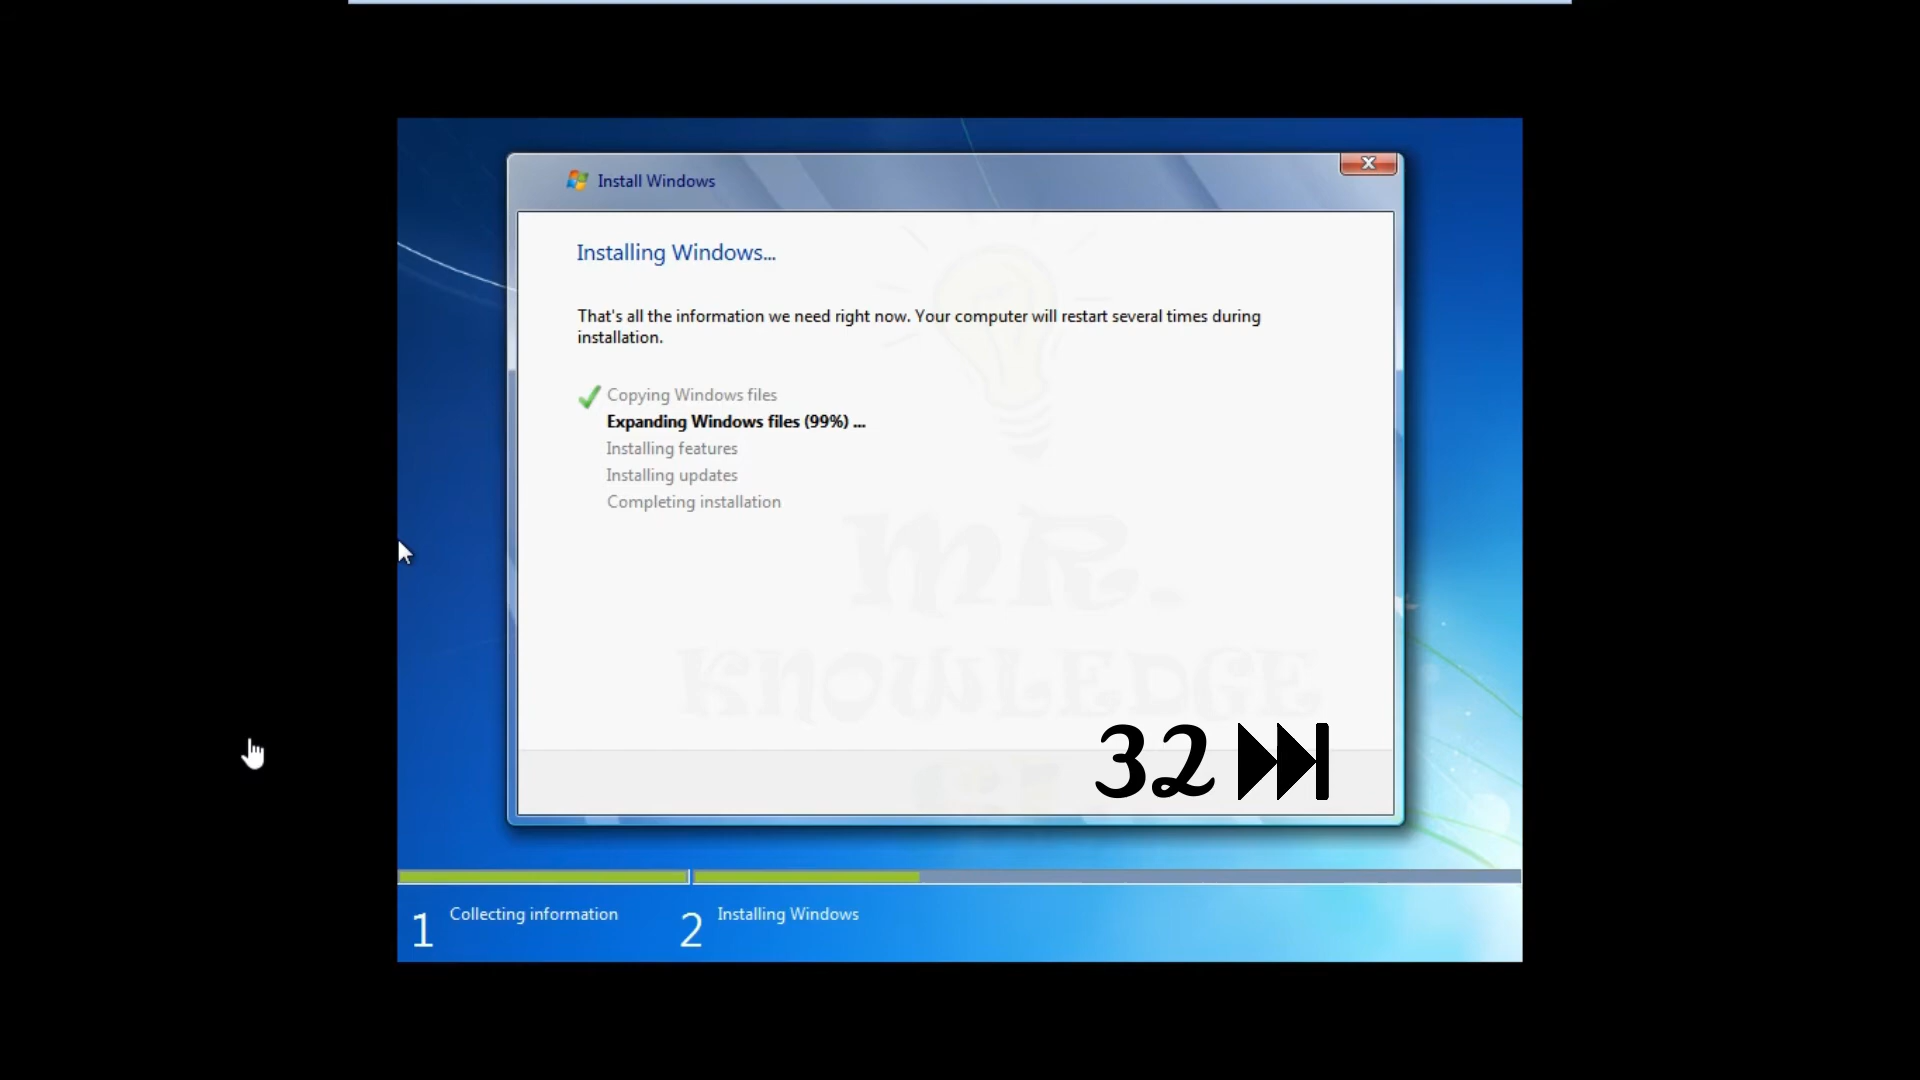 Install Windows
Installing Windows...
That's all the information we need right now. Your computer will restart several times during
installation.
Copying Windows files
Expanding Windows files (99%) ...
Installing features
Installing updates
Completing installation
MR.
KNOWLEDGE
32
1 Collecting information
2 Installing Windows